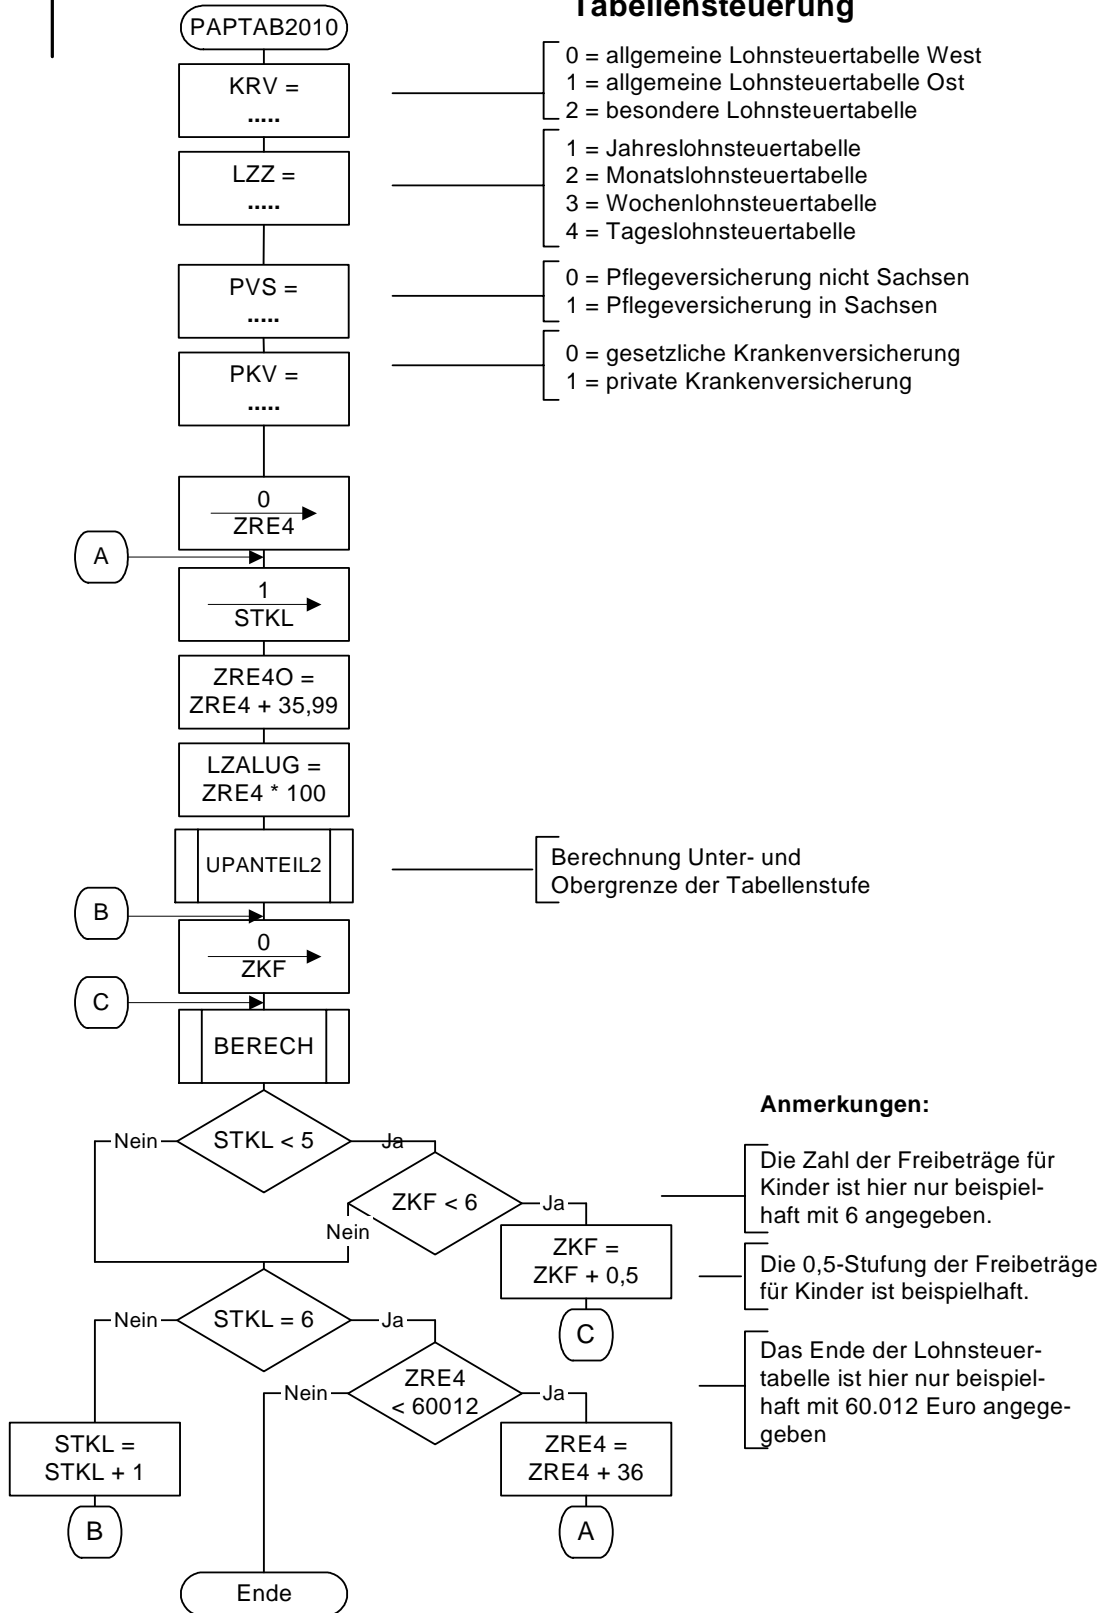 Tabellensteuerung
PAPTAB2010
KRV =
.....
0 = allgemeine Lohnsteuertabelle West
1 = allgemeine Lohnsteuertabelle Ost
2 = besondere Lohnsteuertabelle
LZZ =
.....
1 = Jahreslohnsteuertabelle
2 = Monatslohnsteuertabelle
3 = Wochenlohnsteuertabelle
4 = Tageslohnsteuertabelle
PVS =
.....
0 = Pflegeversicherung nicht Sachsen
1 = Pflegeversicherung in Sachsen
PKV =
.....
0 = gesetzliche Krankenversicherung
1 = private Krankenversicherung
0
ZRE4
A
1
STKL
ZRE4O =
ZRE4 + 35,99
LZALUG =
ZRE4 * 100
UPANTEIL2
Berechnung Unter- und
Obergrenze der Tabellenstufe
B
0
ZKF
C
BERECH
Anmerkungen:
Nein
STKL < 5
Ja
Die Zahl der Freibeträge für
Kinder ist hier nur beispiel-
haft mit 6 angegeben.
ZKF < 6
Ja
Nein
ZKF =
ZKF + 0,5
Die 0,5-Stufung der Freibeträge
für Kinder ist beispielhaft.
C
Nein
STKL = 6
Ja
Das Ende der Lohnsteuer-
tabelle ist hier nur beispiel-
haft mit 60.012 Euro angege-
geben
Nein
ZRE4
< 60012
Ja
STKL =
STKL + 1
ZRE4 =
ZRE4 + 36
B
A
Ende